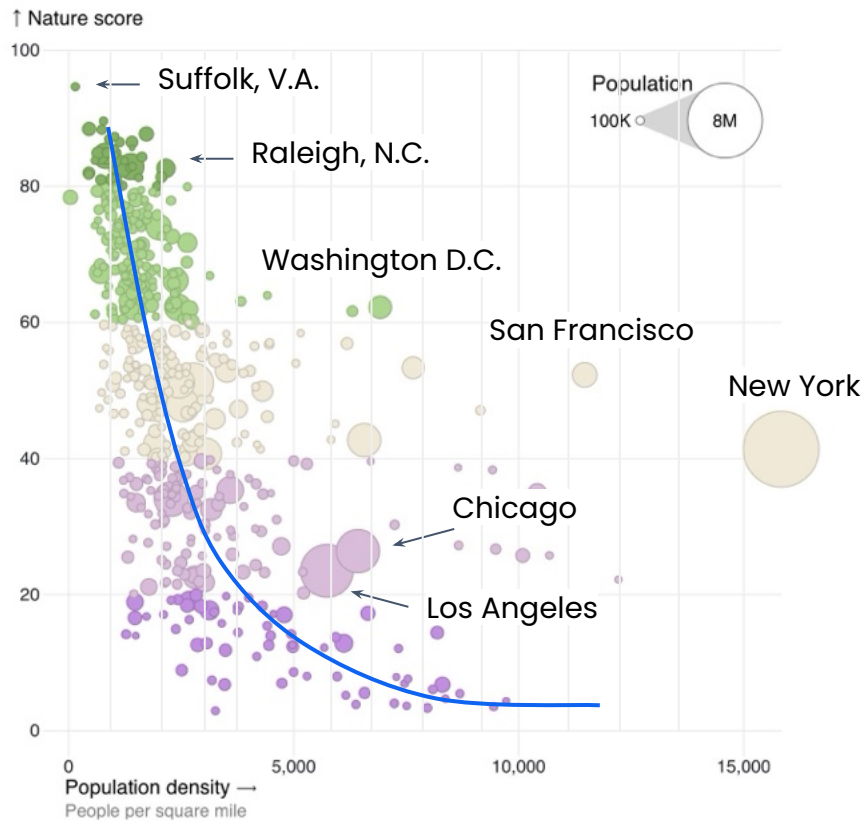 ↑ Nature score
100
Suffolk, V.A.
Population
100K
8M
Raleigh, N.C.
80
Washington D.C.
60
San Francisco
New York
40
Chicago
20
Los Angeles
0
0
5,000
10,000
15,000
Population density →
People per square mile